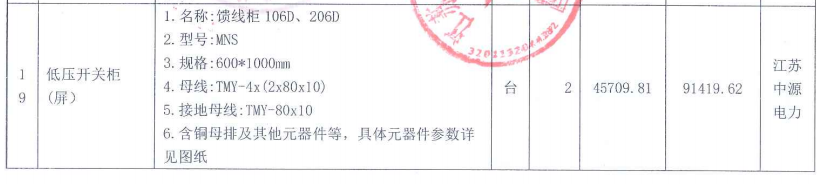 1
9
低压开关柜
(屏)
1.名称:馈线柜 106D、206D
2.型号:MNS
3.规格:600*1000mm
4.母线:TMY-4x(2x80x10)
5.接地母线:TMY-80x10
6.含铜母排及其他元器件等，具体元器件参数详
见图纸
台
2
45709.81
91419.62
江苏
中源
电力